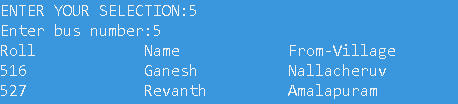 ENTER YOUR SELECTION:5
Enter bus number:5
Roll Name From-Village
516 Ganesh Nallacheruv
527 Revanth Amalapuram